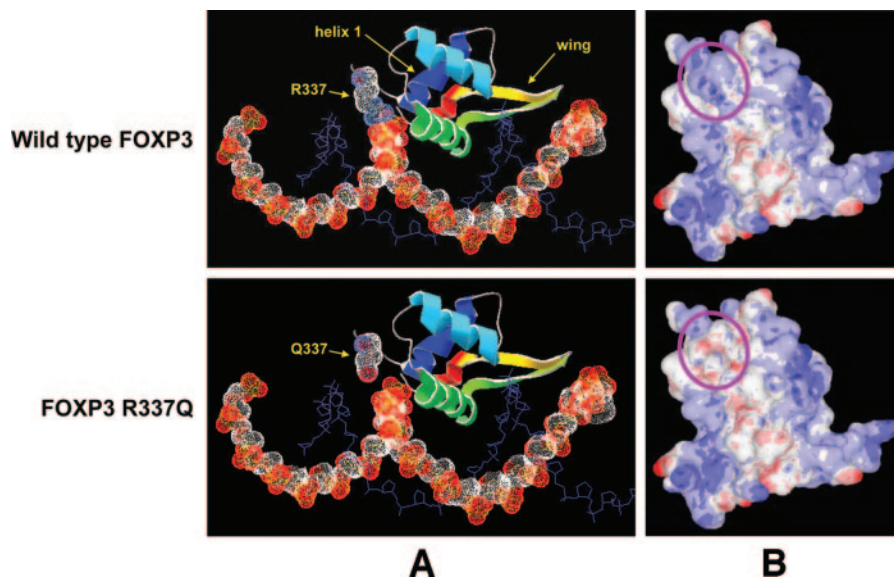 helix 1
wing
R337
Wild type FOXP3
Q337
FOXP3 R337Q
A
B